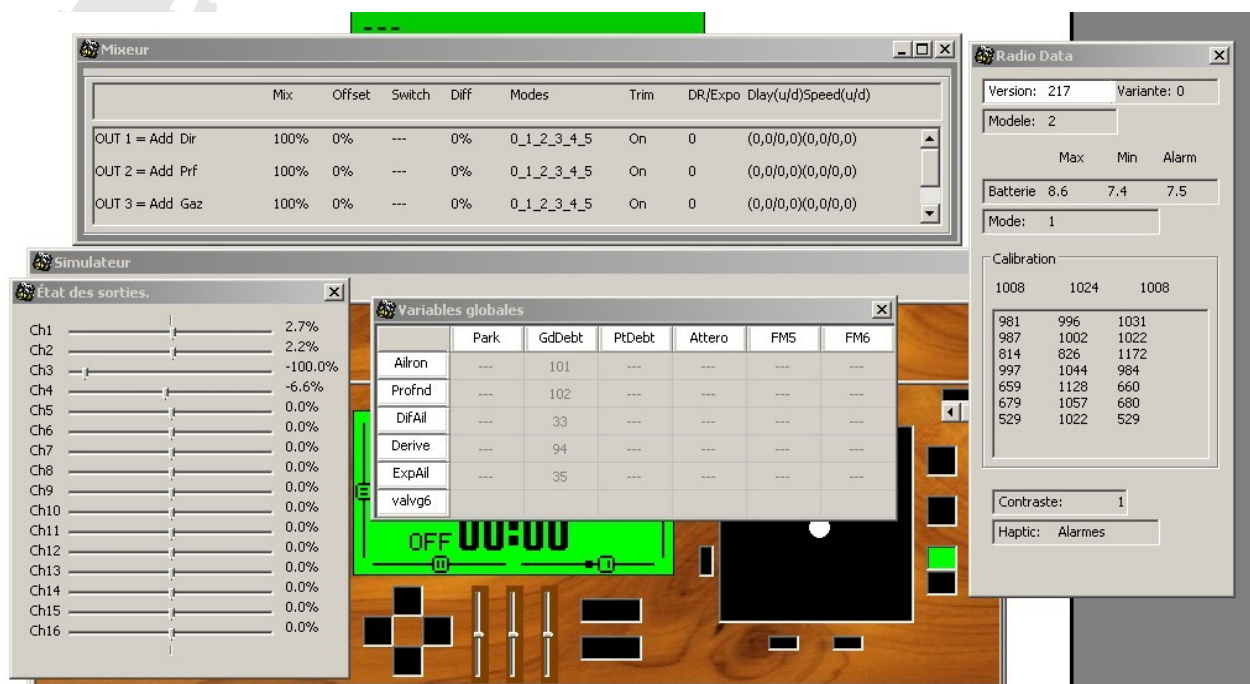 ---
Mixeur
Mix Offset Switch Diff Modes Trim DR/Expo Dlay(u/d)Speed(u/d)
OUT 1 = Add Dir 100% 0% --- 0% 0_1_2_3_4_5 On 0 (0,0/0,0)(0,0/0,0)
OUT 2 = Add Prf 100% 0% --- 0% 0_1_2_3_4_5 On 0 (0,0/0,0)(0,0/0,0)
OUT 3 = Add Gaz 100% 0% --- 0% 0_1_2_3_4_5 On 0 (0,0/0,0)(0,0/0,0)
Radio Data
Version: 217 Variante: 0
Modele: 2
Max Min Alarm
Batterie 8.6 7.4 7.5
Mode: 1
Calibration
1008 1024 1008
981 996 1031
987 1002 1022
814 826 1172
997 1044 984
659 1128 660
679 1057 680
529 1022 529
Contraste: 1
Haptic: Alarmes
Simulateur
État des sorties.
Ch1 2.7%
Ch2 2.2%
Ch3 -100.0%
Ch4 -6.6%
Ch5 0.0%
Ch6 0.0%
Ch7 0.0%
Ch8 0.0%
Ch9 0.0%
Ch10 0.0%
Ch11 0.0%
Ch12 0.0%
Ch13 0.0%
Ch14 0.0%
Ch15 0.0%
Ch16 0.0%
Variables globales
Park GdDebt PtDebt Attero FM5 FM6
Ailron --- 101 --- --- --- ---
Profnd --- 102 --- --- --- ---
DifAil --- 33 --- --- --- ---
Derive --- 94 --- --- --- ---
ExpAil --- 35 --- --- --- ---
valvg6
OFF 00:00